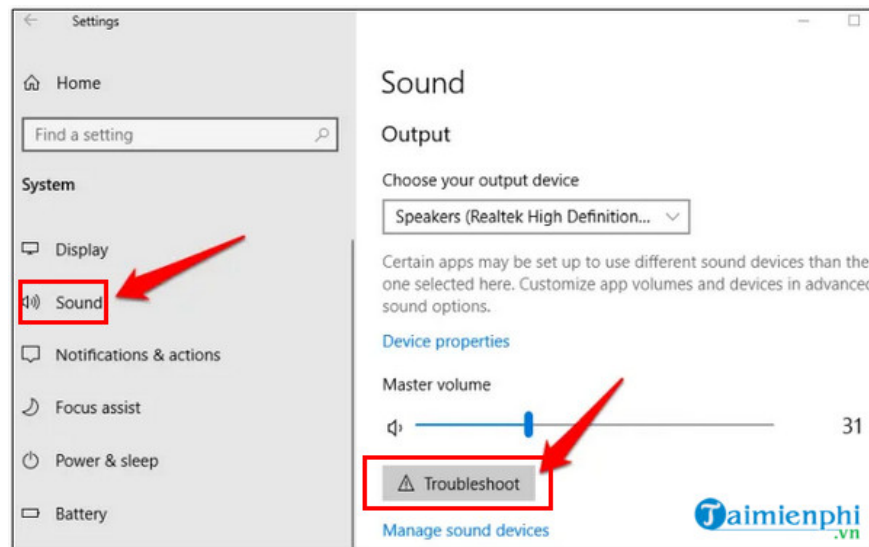 Settings
Home
Find a setting
System
Display
Sound
Notifications & actions
Focus assist
Power & sleep
Battery
Sound
Output
Choose your output device
Speakers (Realtek High Definition...
Certain apps may be set up to use different sound devices than the
one selected here. Customize app volumes and devices in advanced
sound options.
Device properties
Master volume
31
Troubleshoot
Manage sound devices
Taimienphi
.vn